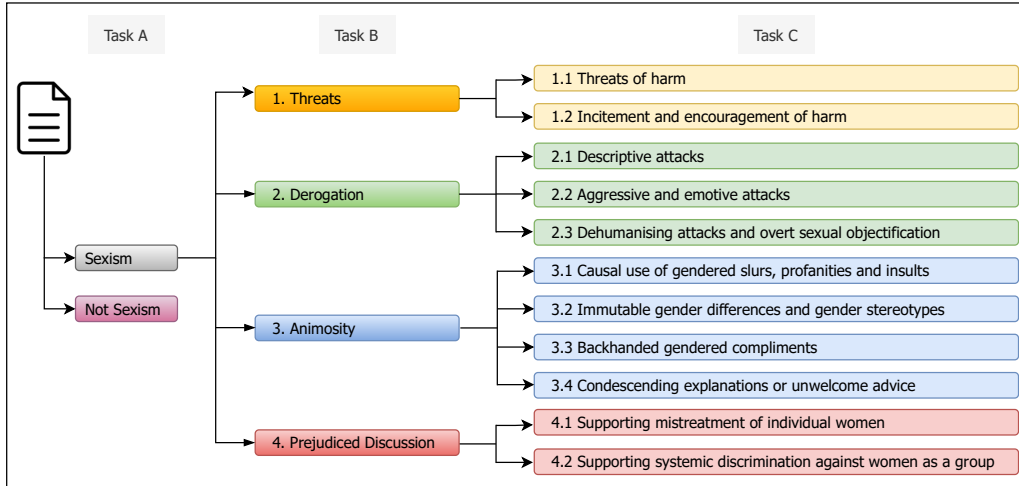 Task A
Task B
Task C
1. Threats
1.1 Threats of harm
1.2 Incitement and encouragement of harm
2. Derogation
2.1 Descriptive attacks
2.2 Aggressive and emotive attacks
2.3 Dehumanising attacks and overt sexual objectification
Sexism
Not Sexism
3. Animosity
3.1 Causal use of gendered slurs, profanities and insults
3.2 Immutable gender differences and gender stereotypes
3.3 Backhanded gendered compliments
3.4 Condescending explanations or unwelcome advice
4. Prejudiced Discussion
4.1 Supporting mistreatment of individual women
4.2 Supporting systemic discrimination against women as a group